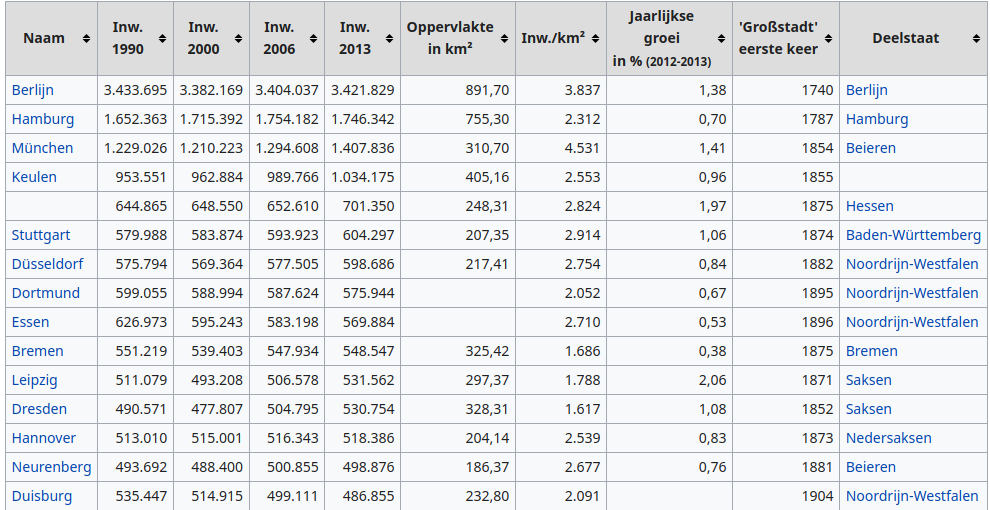 Naam Inw. 1990 Inw. 2000 Inw. 2006 Inw. 2013 Oppervlakte in km² Inw./km² Jaarlijkse groei in % (2012-2013) 'Großstadt' eerste keer Deelstaat
Berlijn 3.433.695 3.382.169 3.404.037 3.421.829 891,70 3.837 1,38 1740 Berlijn
Hamburg 1.652.363 1.715.392 1.754.182 1.746.342 755,30 2.312 0,70 1787 Hamburg
München 1.229.026 1.210.223 1.294.608 1.407.836 310,70 4.531 1,41 1854 Beieren
Keulen 953.551 962.884 989.766 1.034.175 405,16 2.553 0,96 1855
644.865 648.550 652.610 701.350 248,31 2.824 1,97 1875 Hessen
Stuttgart 579.988 583.874 593.923 604.297 207,35 2.914 1,06 1874 Baden-Württemberg
Düsseldorf 575.794 569.364 577.505 598.686 217,41 2.754 0,84 1882 Noordrijn-Westfalen
Dortmund 599.055 588.994 587.624 575.944 2.052 0,67 1895 Noordrijn-Westfalen
Essen 626.973 595.243 583.198 569.884 2.710 0,53 1896 Noordrijn-Westfalen
Bremen 551.219 539.403 547.934 548.547 325,42 1.686 0,38 1875 Bremen
Leipzig 511.079 493.208 506.578 531.562 297,37 1.788 2,06 1871 Saksen
Dresden 490.571 477.807 504.795 530.754 328,31 1.617 1,08 1852 Saksen
Hannover 513.010 515.001 516.343 518.386 204,14 2.539 0,83 1873 Nedersaksen
Neurenberg 493.692 488.400 500.855 498.876 186,37 2.677 0,76 1881 Beieren
Duisburg 535.447 514.915 499.111 486.855 232,80 2.091 1904 Noordrijn-Westfalen